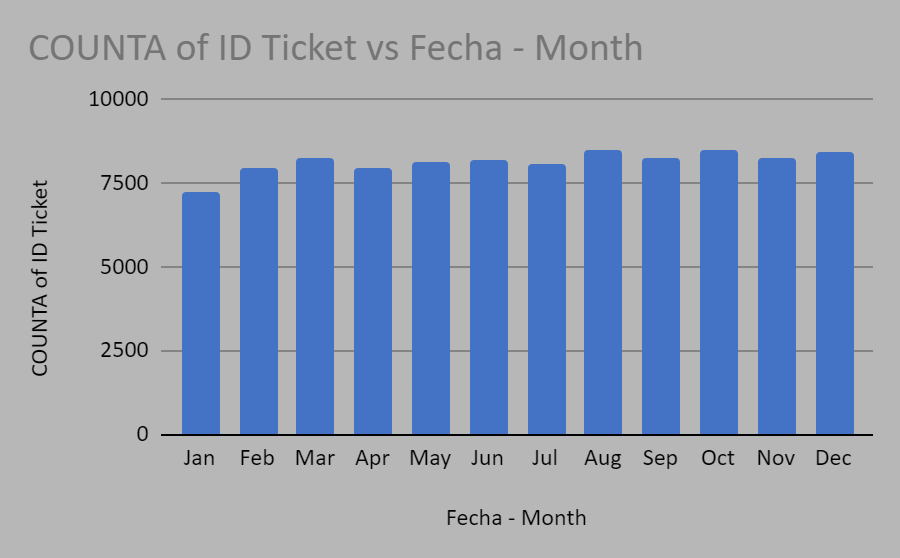 COUNTA of ID Ticket vs Fecha - Month
COUNTA of ID Ticket
10000
7500
5000
2500
0
Jan Feb Mar Apr May Jun Jul Aug Sep Oct Nov Dec
Fecha - Month